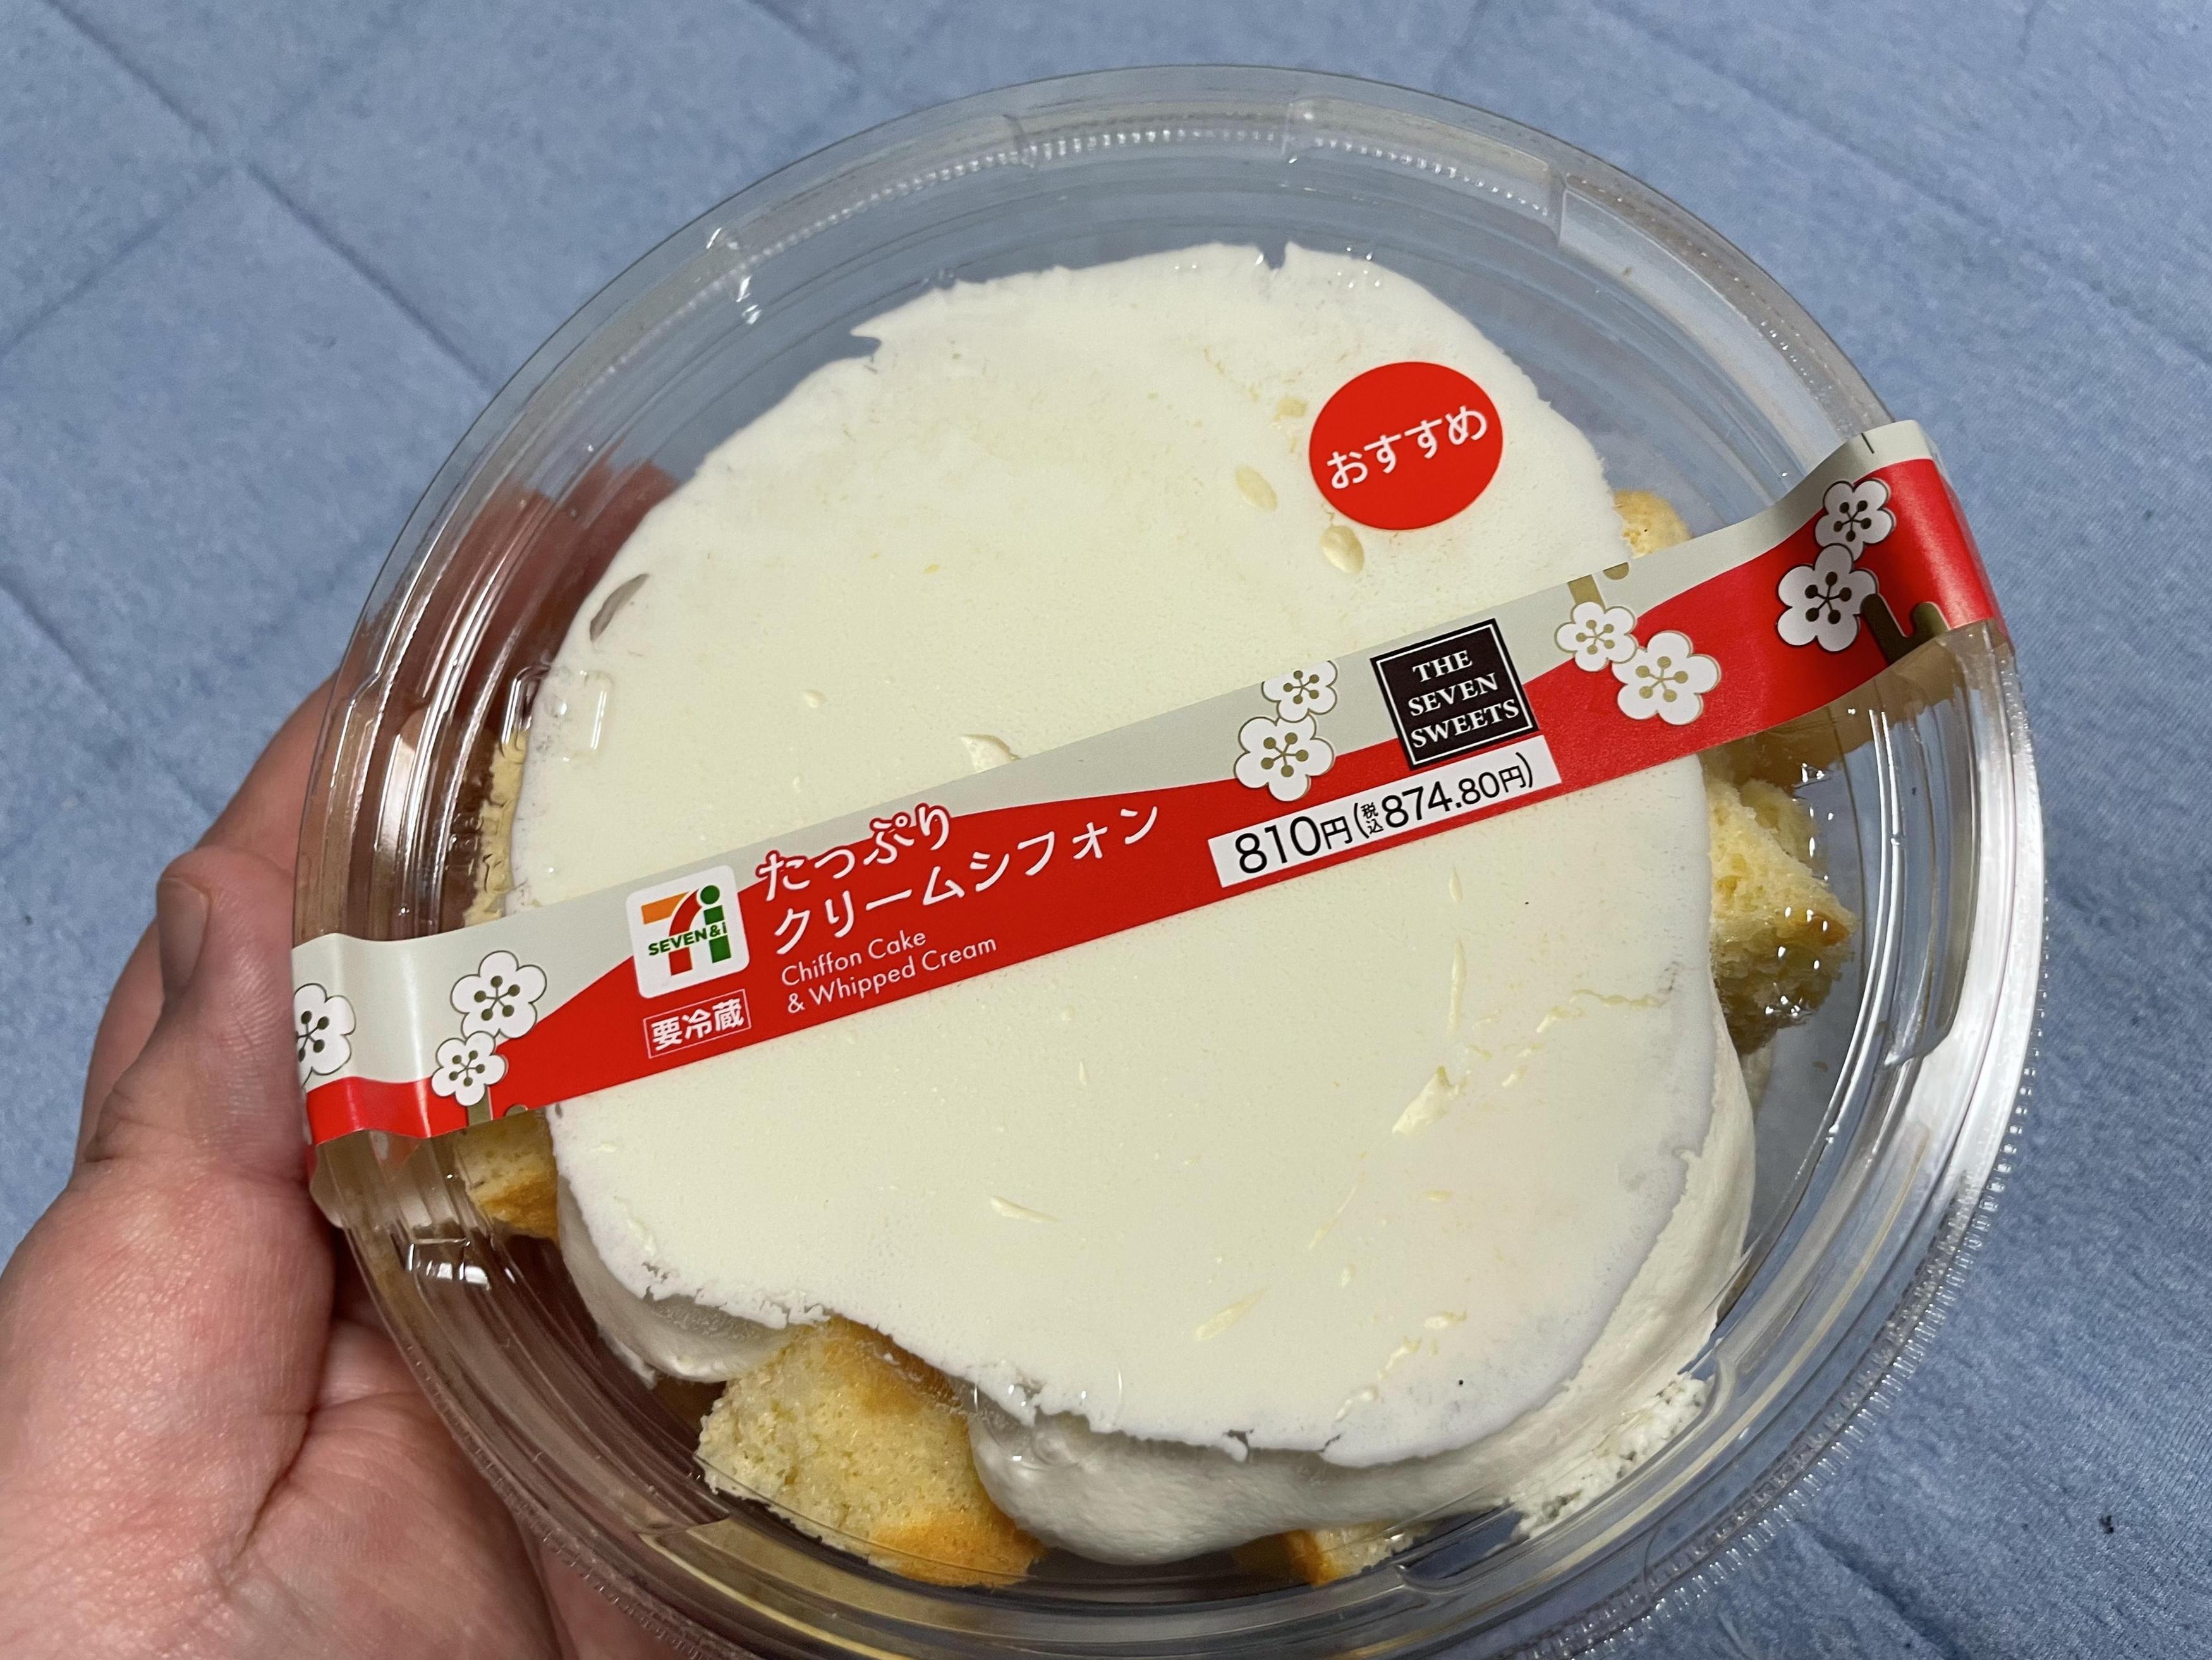 おすすめ
THE
SEVEN
SWEETS
810円(税込874.80円)
たっぷり
クリームシフォン
Chiffon Cake
& Whipped Cream
SEVEN&i
要冷蔵